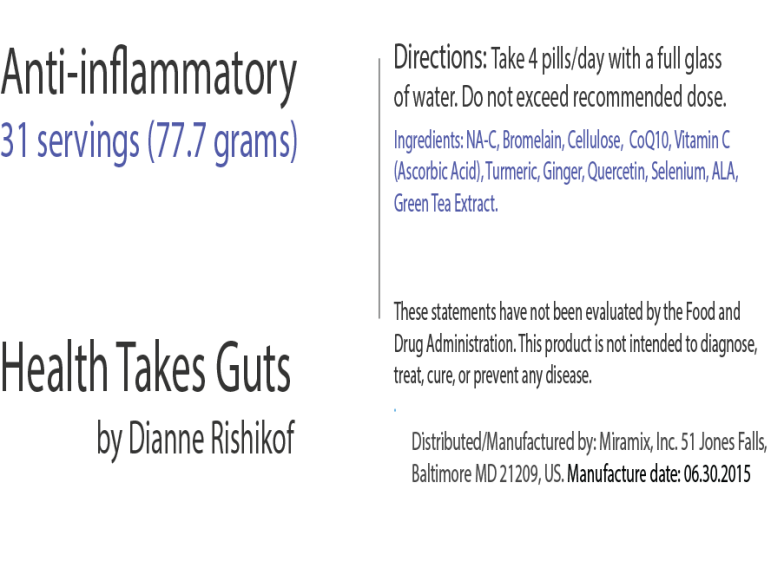 Anti-inflammatory
31 servings (77.7 grams)
Health Takes Guts
by Dianne Rishikof
Directions: Take 4 pills/day with a full glass
of water. Do not exceed recommended dose.
Ingredients: NA-C, Bromelain, Cellulose, CoQ10, Vitamin C
(Ascorbic Acid), Turmeric, Ginger, Quercetin, Selenium, ALA,
Green Tea Extract.
These statements have not been evaluated by the Food and
Drug Administration. This product is not intended to diagnose,
treat, cure, or prevent any disease.
.
Distributed/Manufactured by: Miramix, Inc. 51 Jones Falls,
Baltimore MD 21209, US. Manufacture date: 06.30.2015